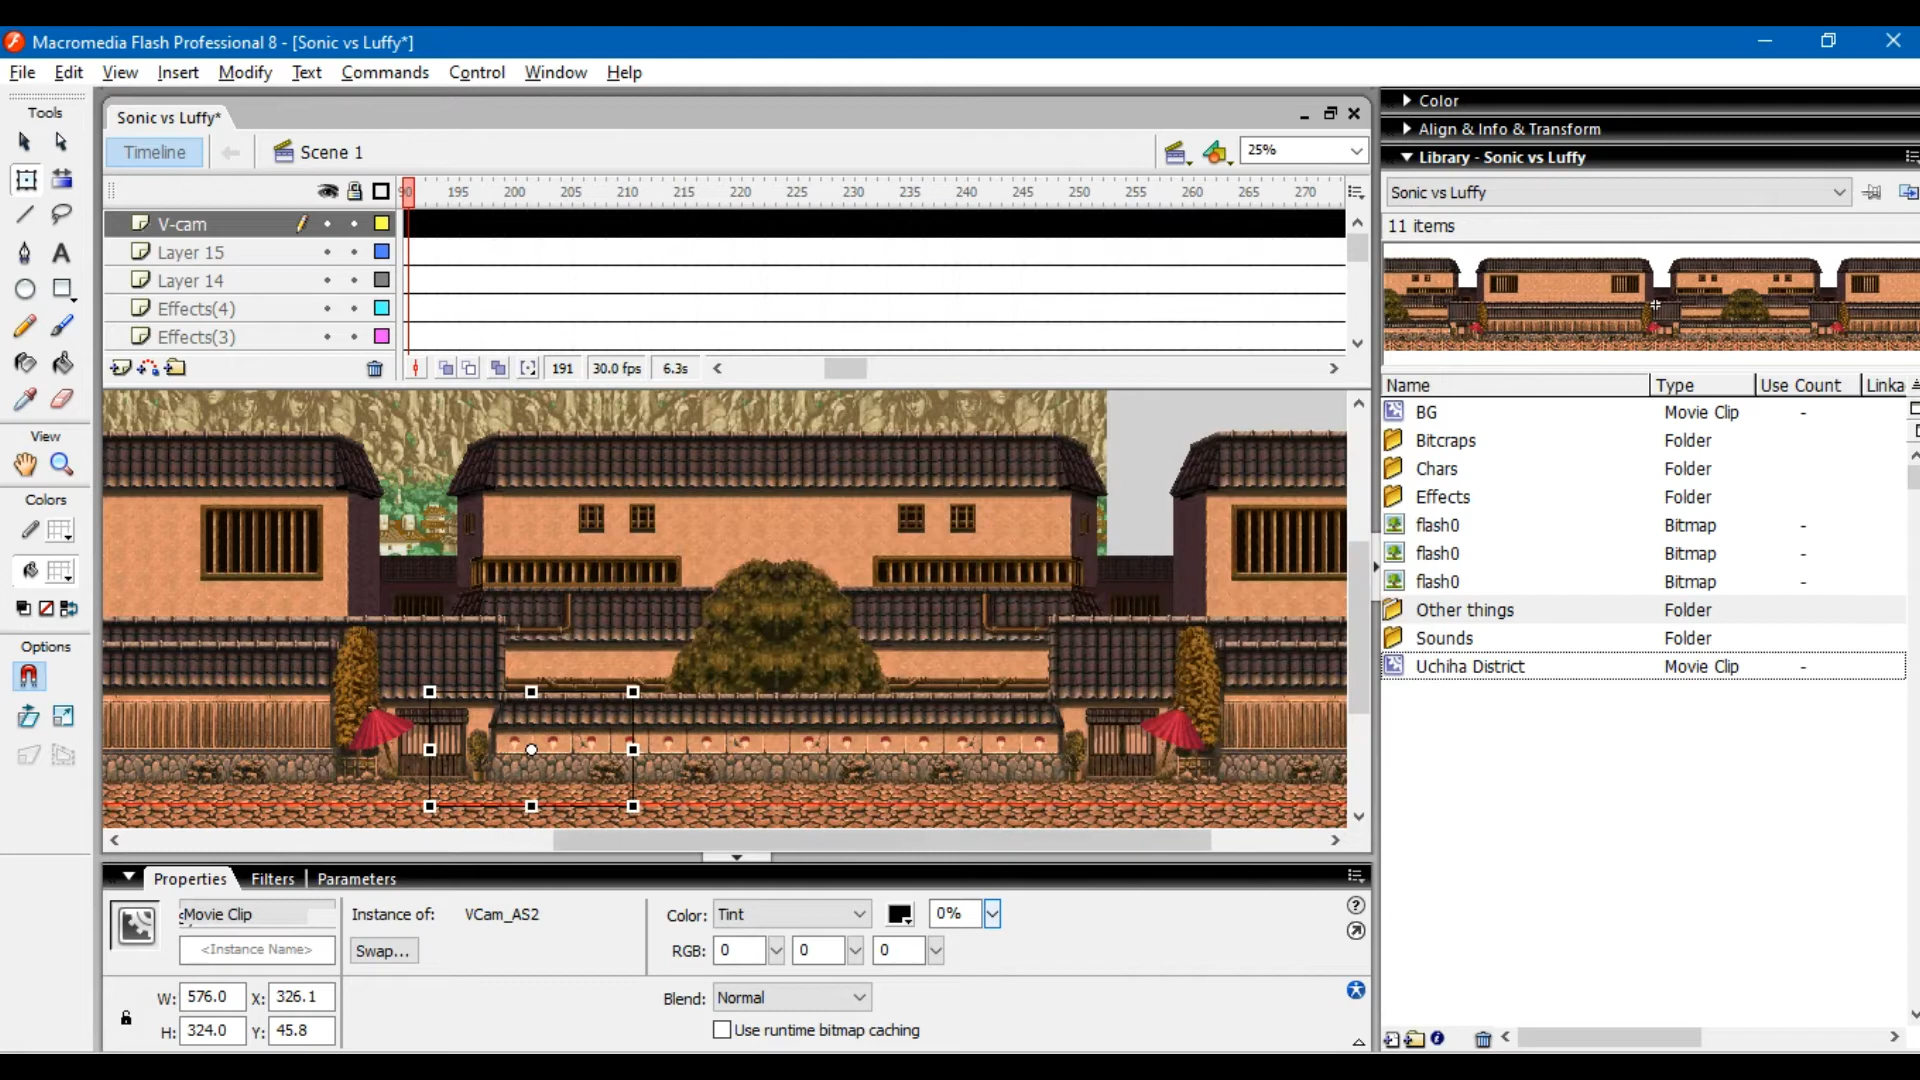 Macromedia Flash Professional 8 - [Sonic vs Luffy*]
File Edit View Insert Modify Text Commands Control Window Help
Tools
Sonic vs Luffy*
Timeline
Scene 1
25%
195 200 205 210 215 220 225 230 235 240 245 250 255 260 265 270
V-cam
Layer 15
Layer 14
Effects(4)
Effects(3)
191 30.0 fps 6.3s
View
Colors
Options
Color
Align & Info & Transform
Library - Sonic vs Luffy
Sonic vs Luffy
11 items
Name Type Use Count Linka
BG Movie Clip -
Bitcraps Folder
Chars Folder
Effects Folder
flash0 Bitmap -
flash0 Bitmap -
flash0 Bitmap -
Other things Folder
Sounds Folder
Uchiha District Movie Clip -
Properties Filters Parameters
Movie Clip
Instance of: VCam_AS2
Color: Tint 0%
<Instance Name>
Swap...
RGB: 0 0 0
W: 576.0 X: 326.1
Blend: Normal
H: 324.0 Y: 45.8
Use runtime bitmap caching